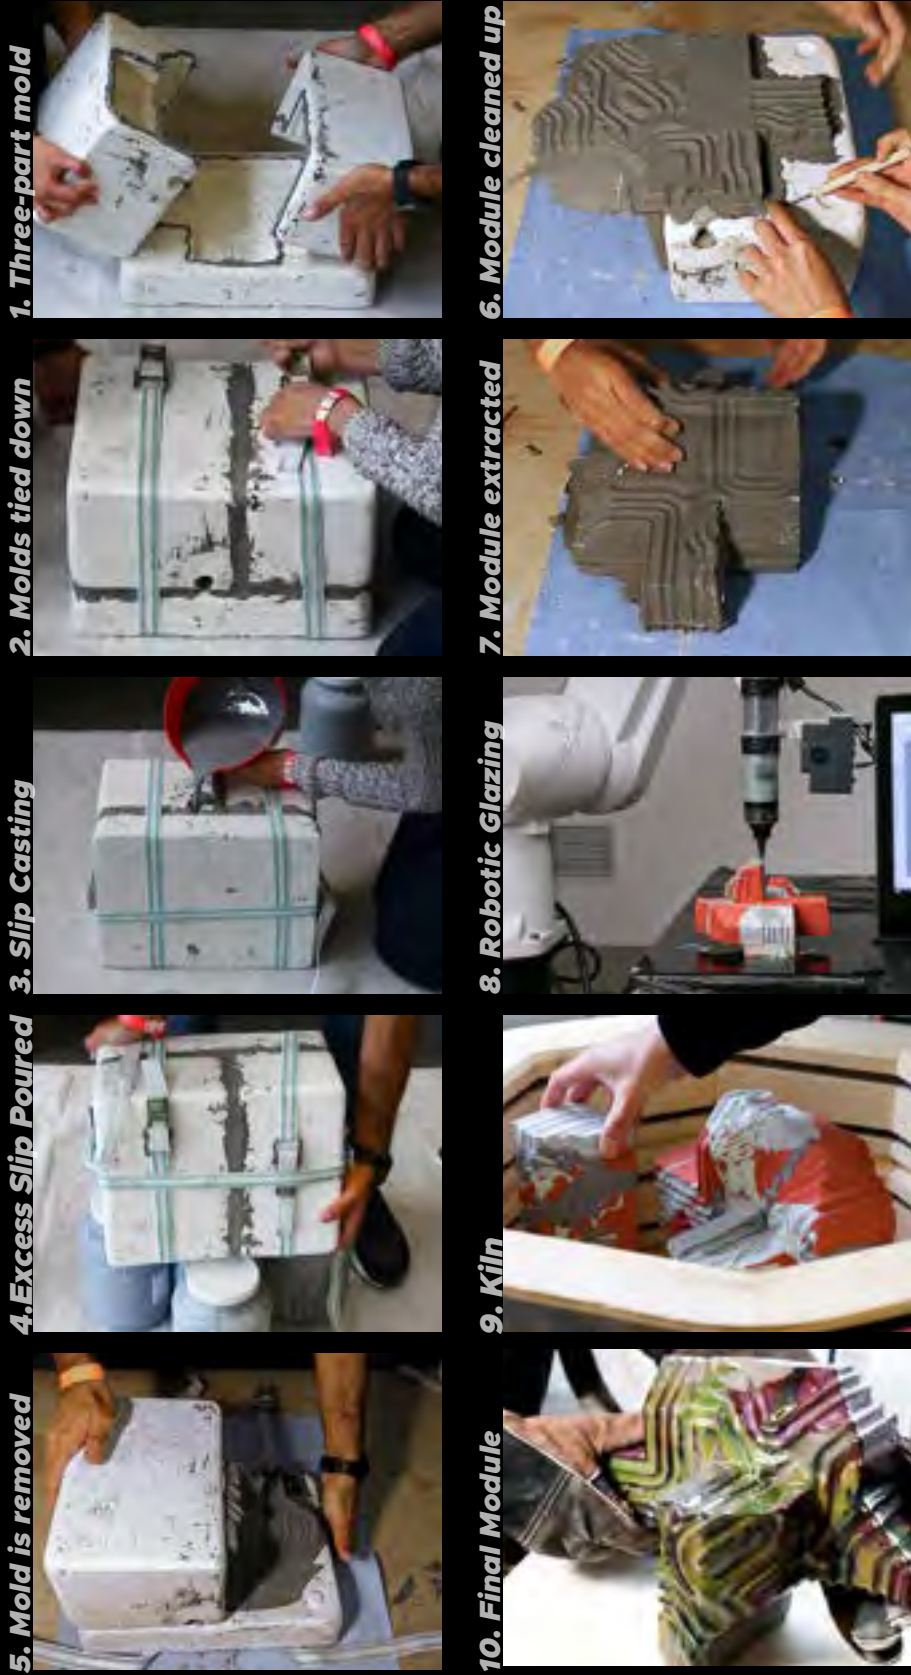 1. Three-part mold
2. Molds tied down
3. Slip Casting
4.Excess Slip Poured
5. Mold is removed
6. Module cleaned up
7. Module extracted
8. Robotic Glazing
9. Kiln
10. Final Module